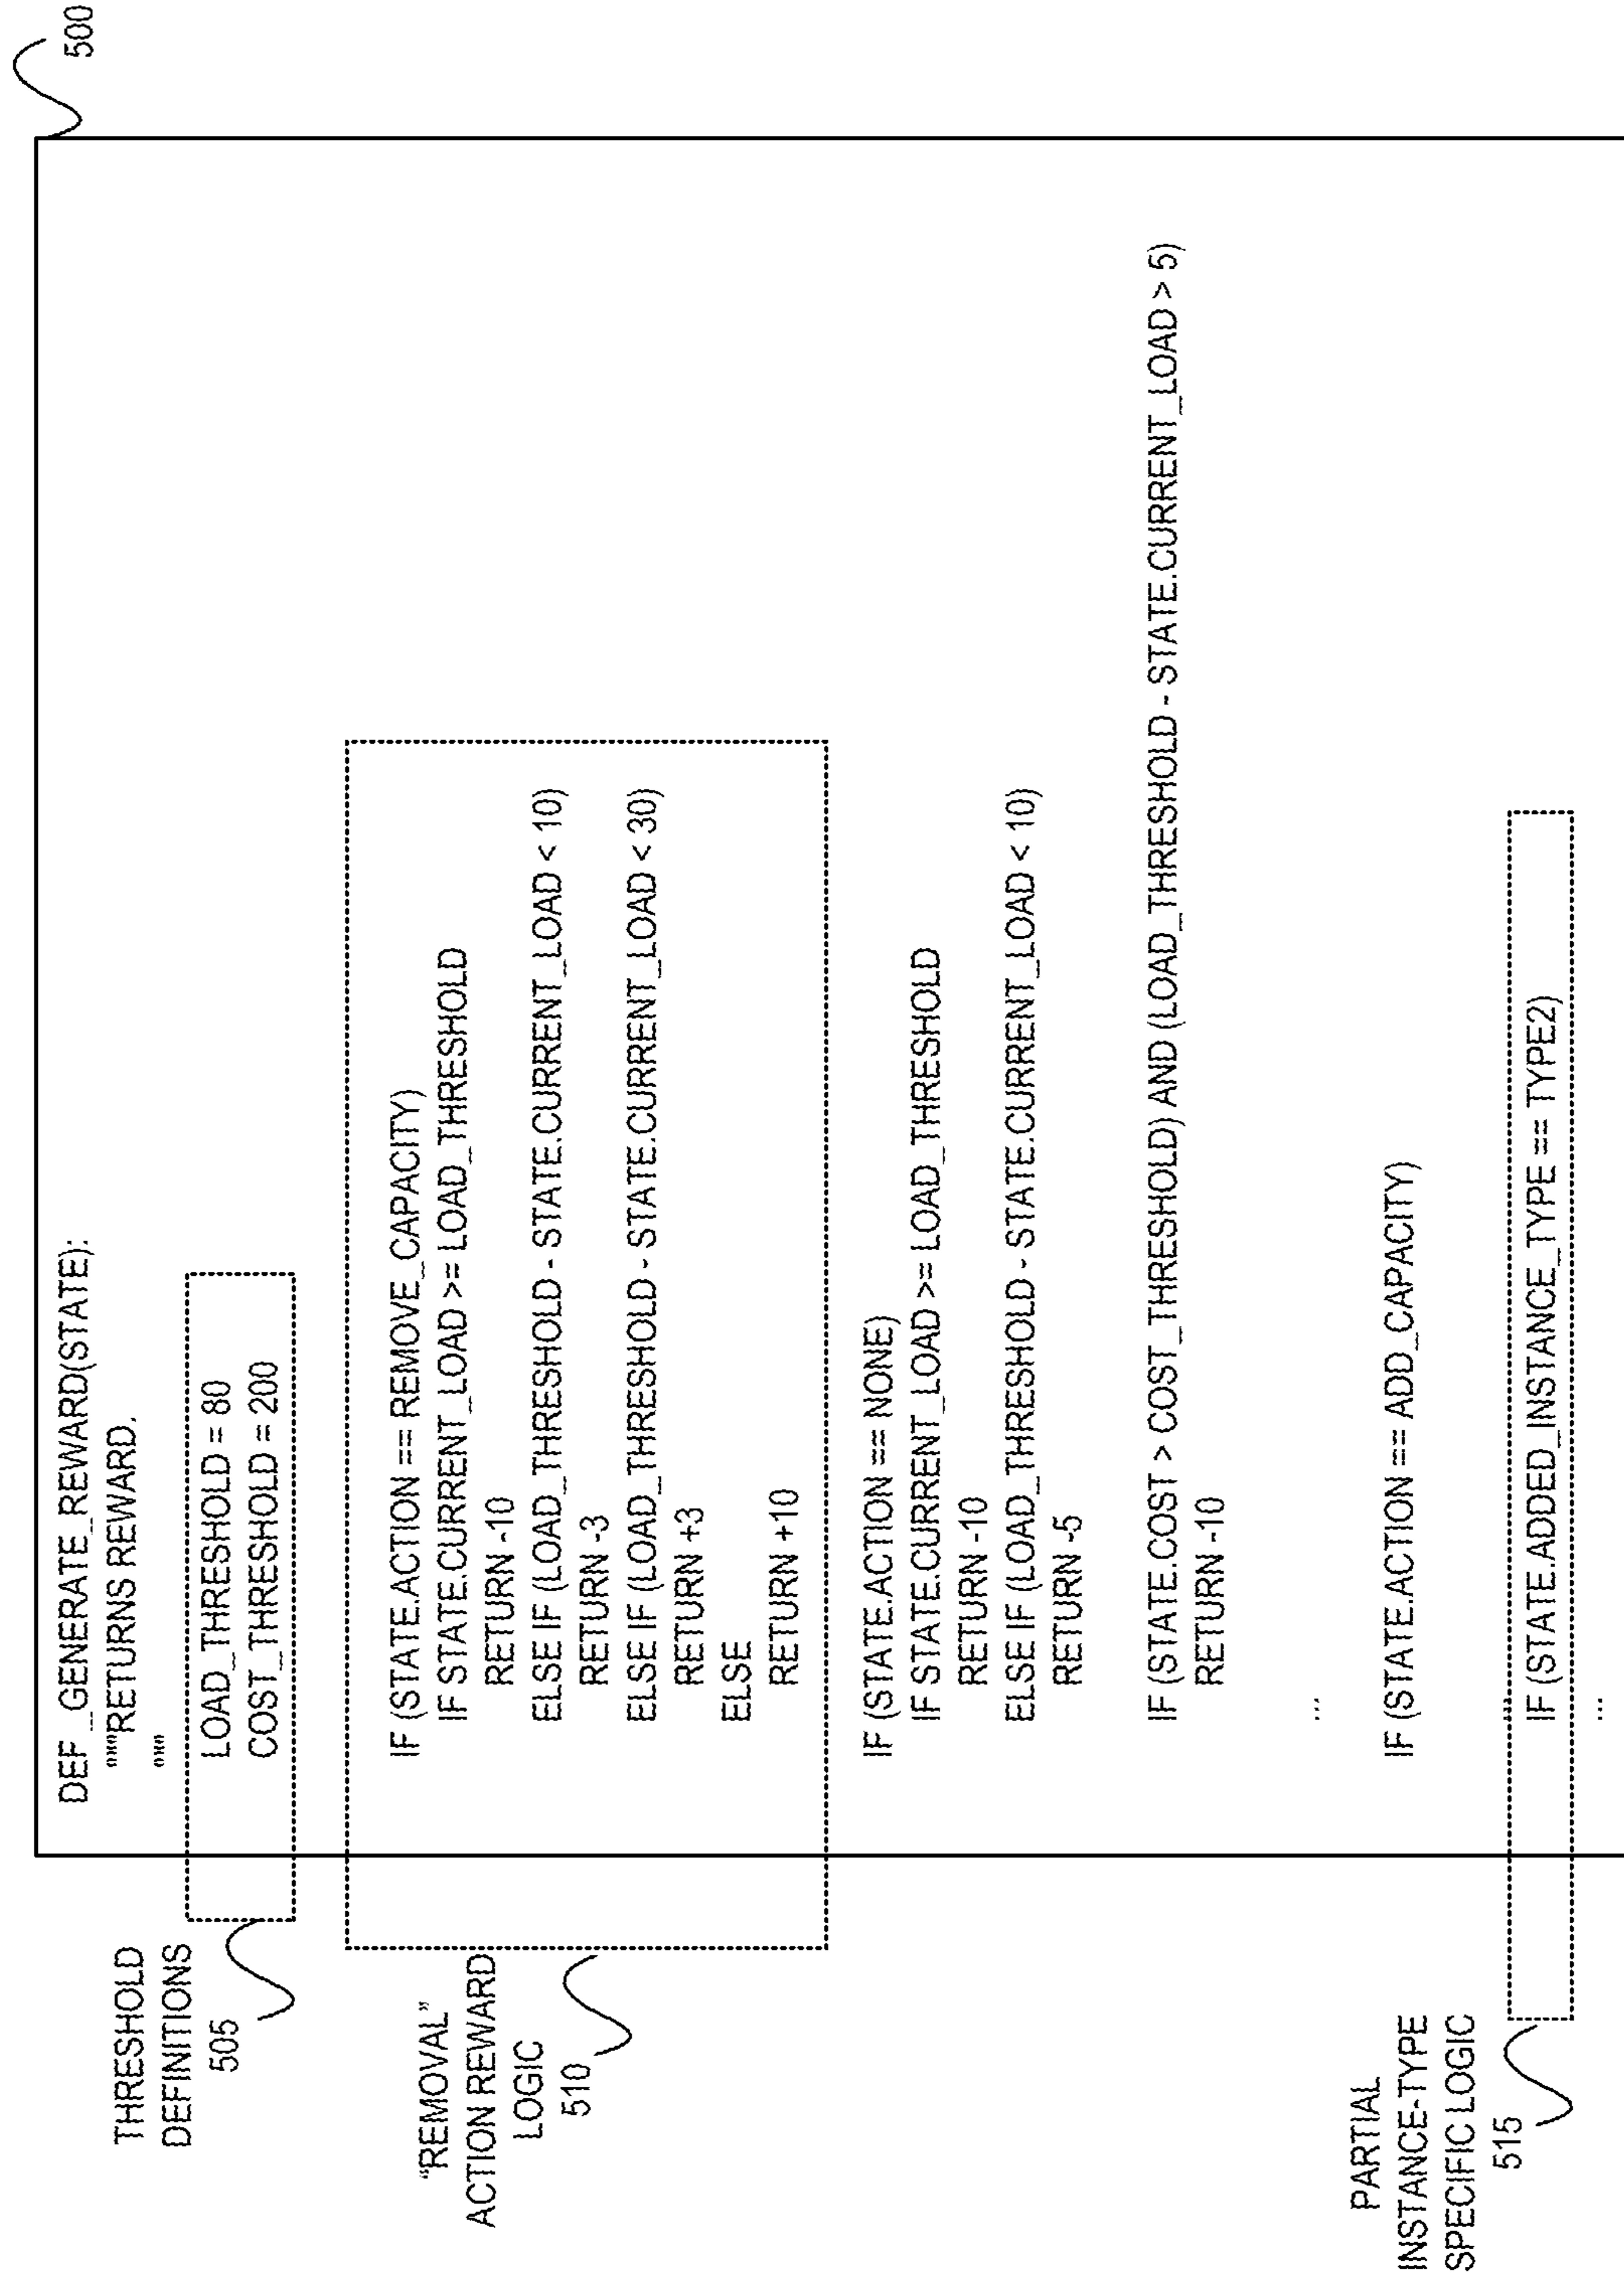 500
DEF _GENERATE_REWARD(STATE):
"""RETURNS REWARD.
"""
THRESHOLD
DEFINITIONS
505
LOAD_THRESHOLD = 80
COST_THRESHOLD = 200
"REMOVAL"
ACTION REWARD
LOGIC
510
IF (STATE.ACTION == REMOVE_CAPACITY)
IF STATE.CURRENT_LOAD >= LOAD_THRESHOLD
RETURN -10
ELSE IF (LOAD_THRESHOLD - STATE.CURRENT_LOAD < 10)
RETURN -3
ELSE IF (LOAD_THRESHOLD - STATE.CURRENT_LOAD < 30)
RETURN +3
ELSE
RETURN +10
IF (STATE.ACTION == NONE)
IF STATE.CURRENT_LOAD >= LOAD_THRESHOLD
RETURN -10
ELSE IF (LOAD_THRESHOLD - STATE.CURRENT_LOAD < 10)
RETURN -5
IF (STATE.COST > COST_THRESHOLD) AND (LOAD_THRESHOLD - STATE.CURRENT_LOAD > 5)
RETURN -10
...
IF (STATE.ACTION == ADD_CAPACITY)
...
PARTIAL
INSTANCE-TYPE
SPECIFIC LOGIC
515
IF (STATE.ADDED_INSTANCE_TYPE == TYPE2)
...